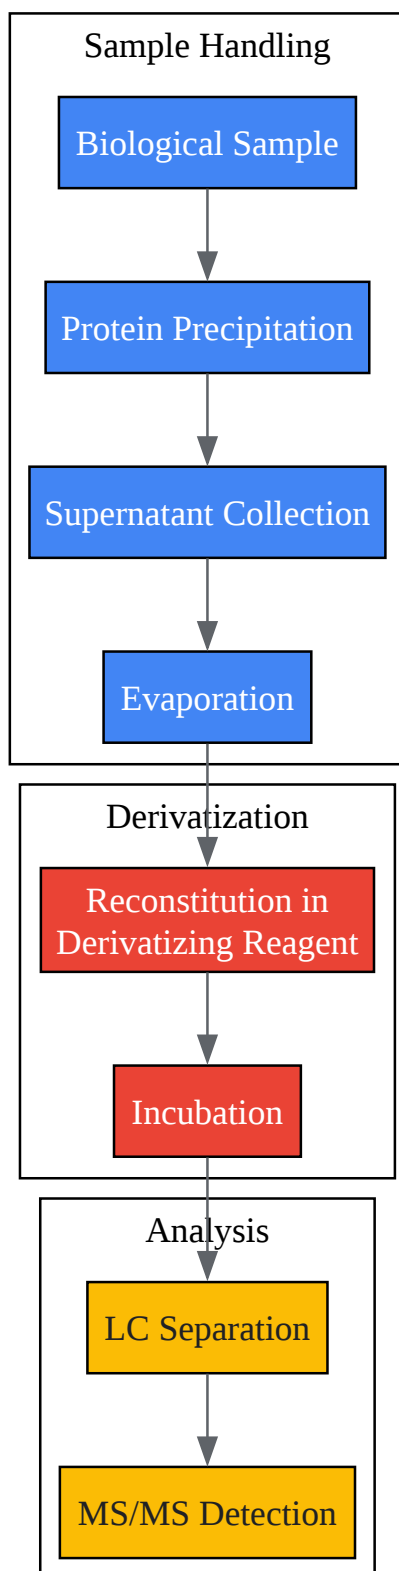 Sample Handling
Biological Sample
Protein Precipitation
Supernatant Collection
Evaporation
Derivatization
Reconstitution in
Derivatizing Reagent
Incubation
Analysis
LC Separation
MS/MS Detection